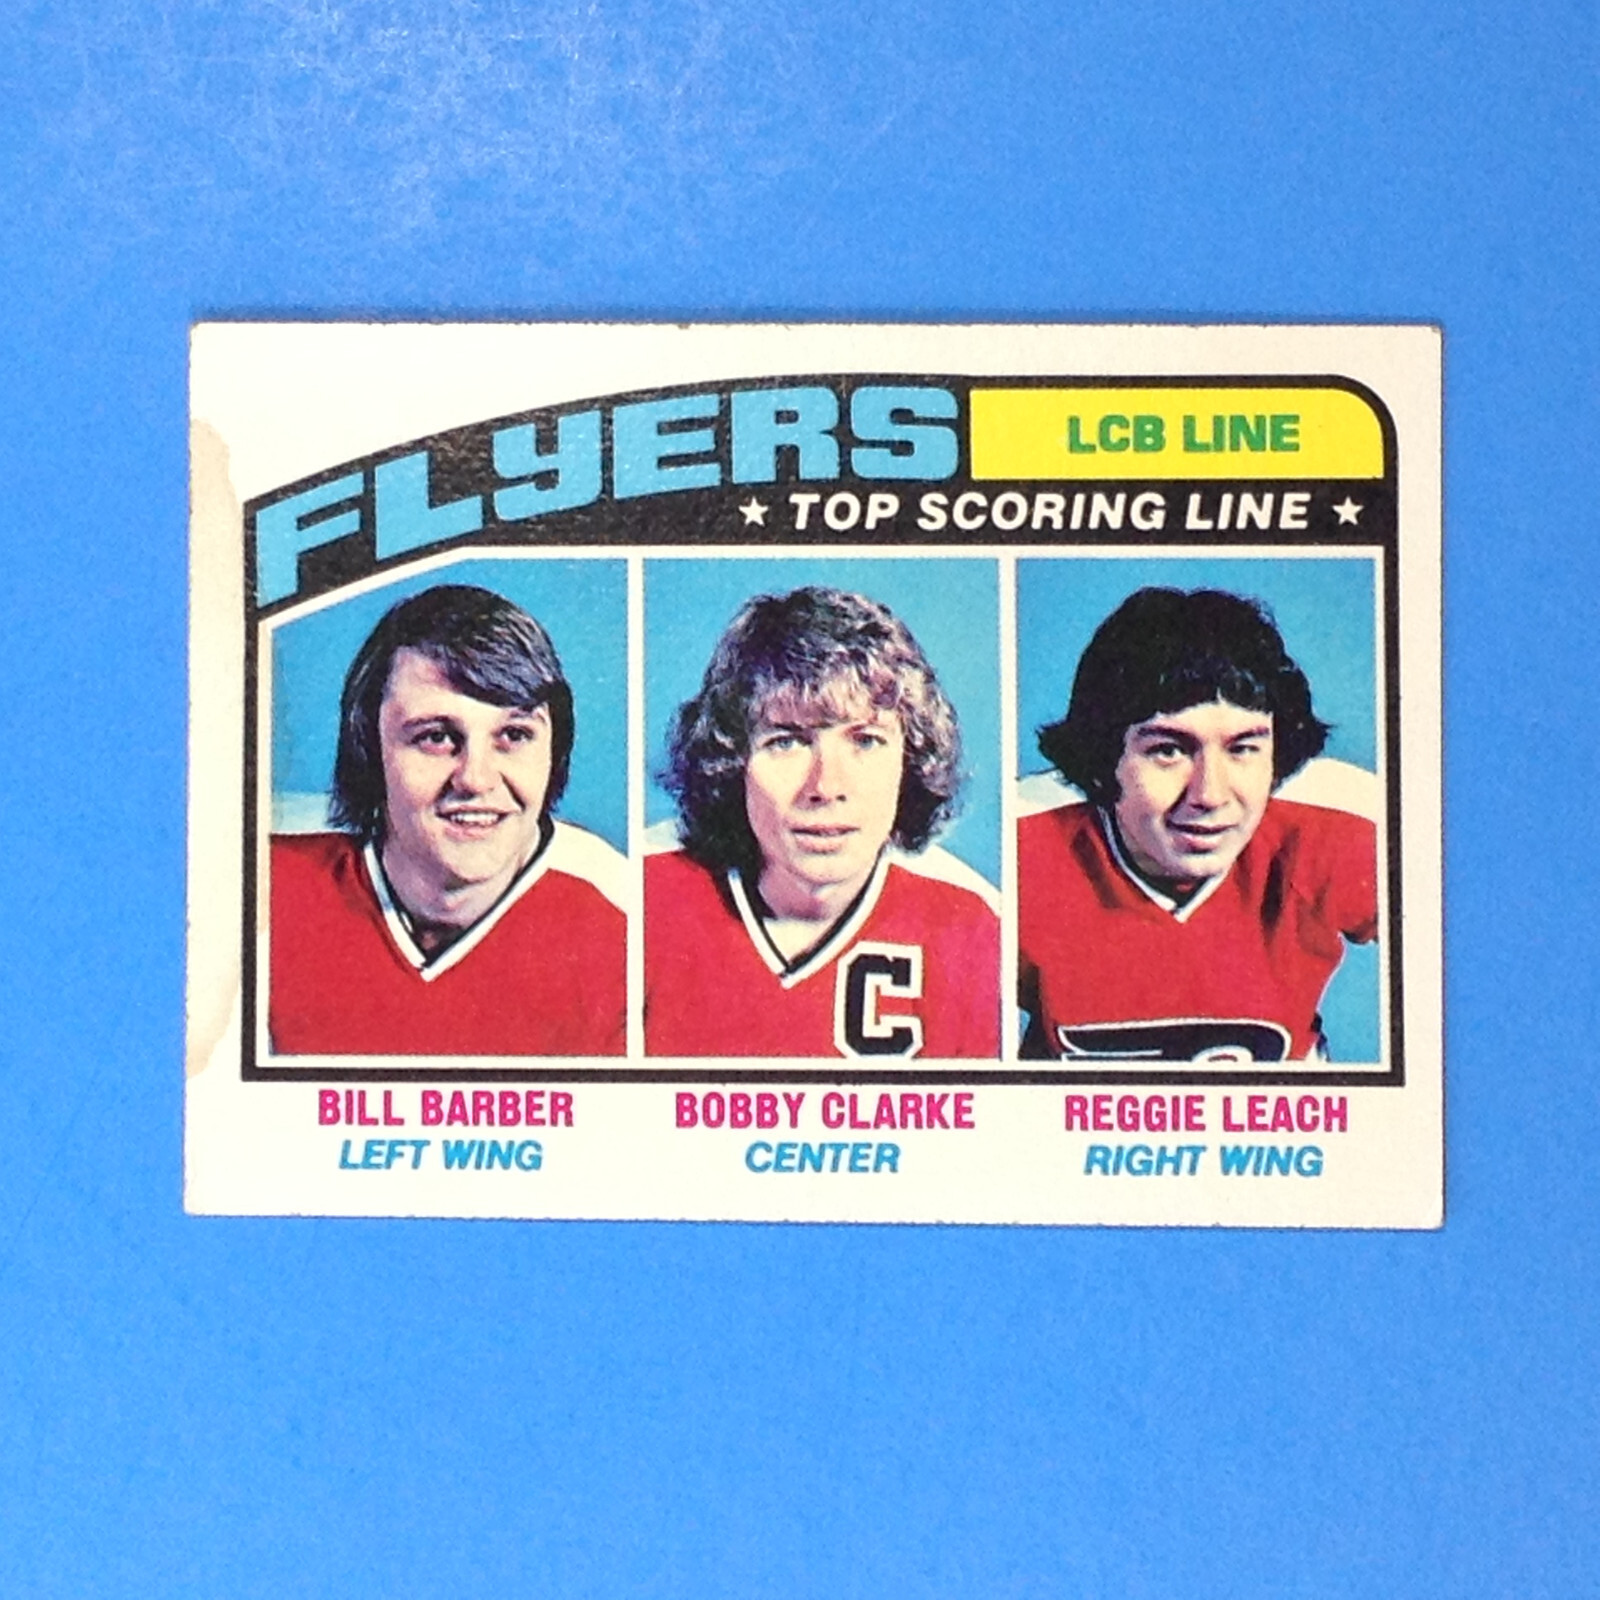 FLYERS LCB LINE
★ TOP SCORING LINE ★
C
BILL BARBER BOBBY CLARKE REGGIE LEACH
LEFT WING CENTER RIGHT WING